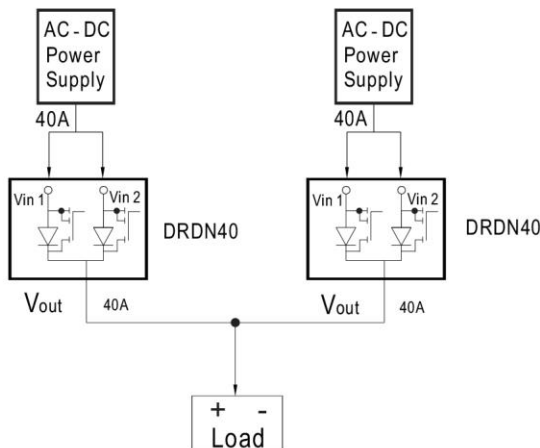 AC - DC
Power
Supply
40A
Vin 1
Vin 2
DRDN40
Vout
40A
AC - DC
Power
Supply
40A
Vin 1
Vin 2
DRDN40
Vout
40A
+ -
Load